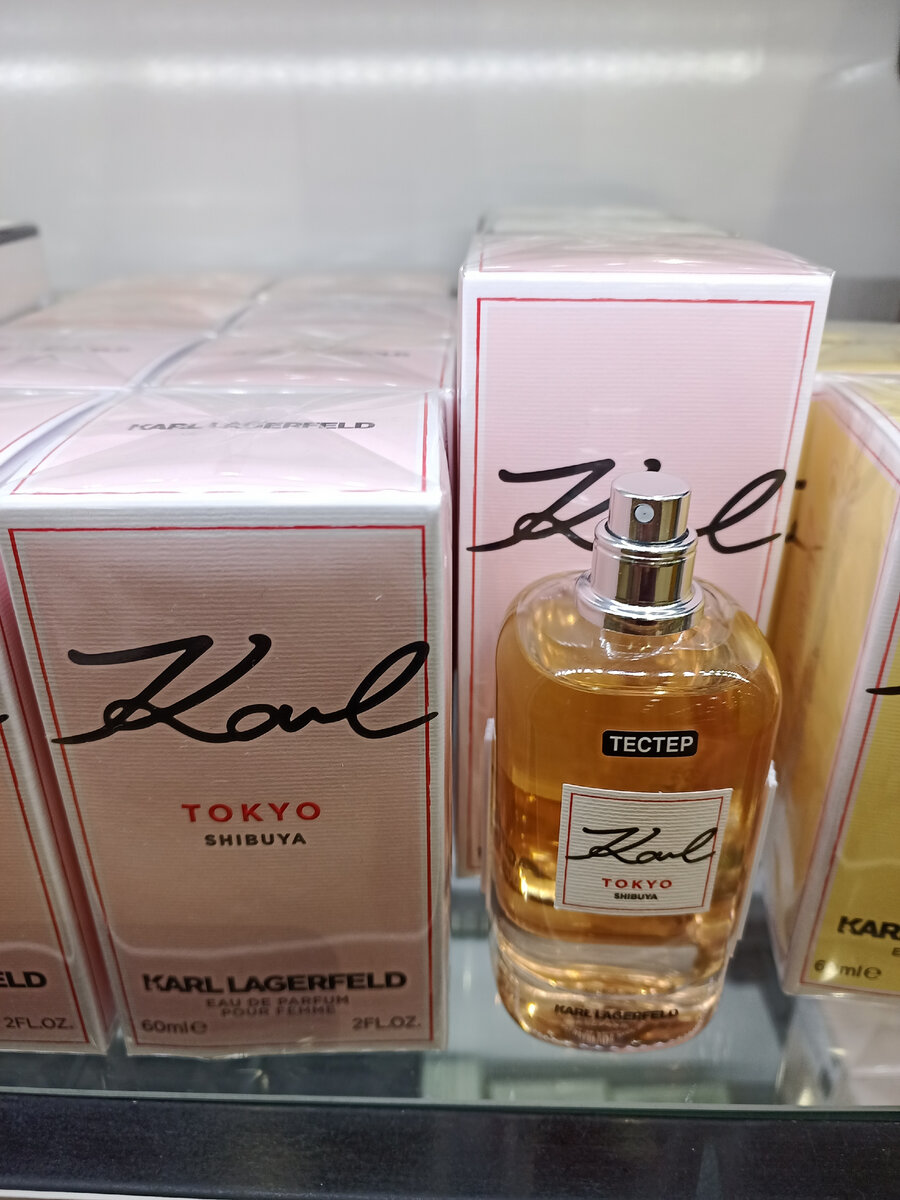 KARL LAGERFELD
Karl
TOKYO
SHIBUYA
KARL LAGERFELD
EAU DE PARFUM
POUR FEMME
60ml℮ 2FL.OZ.
ELD
2FL.OZ.
Karl
ТЕСТЕР
Karl
TOKYO
SHIBUYA
KARL LAGERFELD
KAR
ml℮